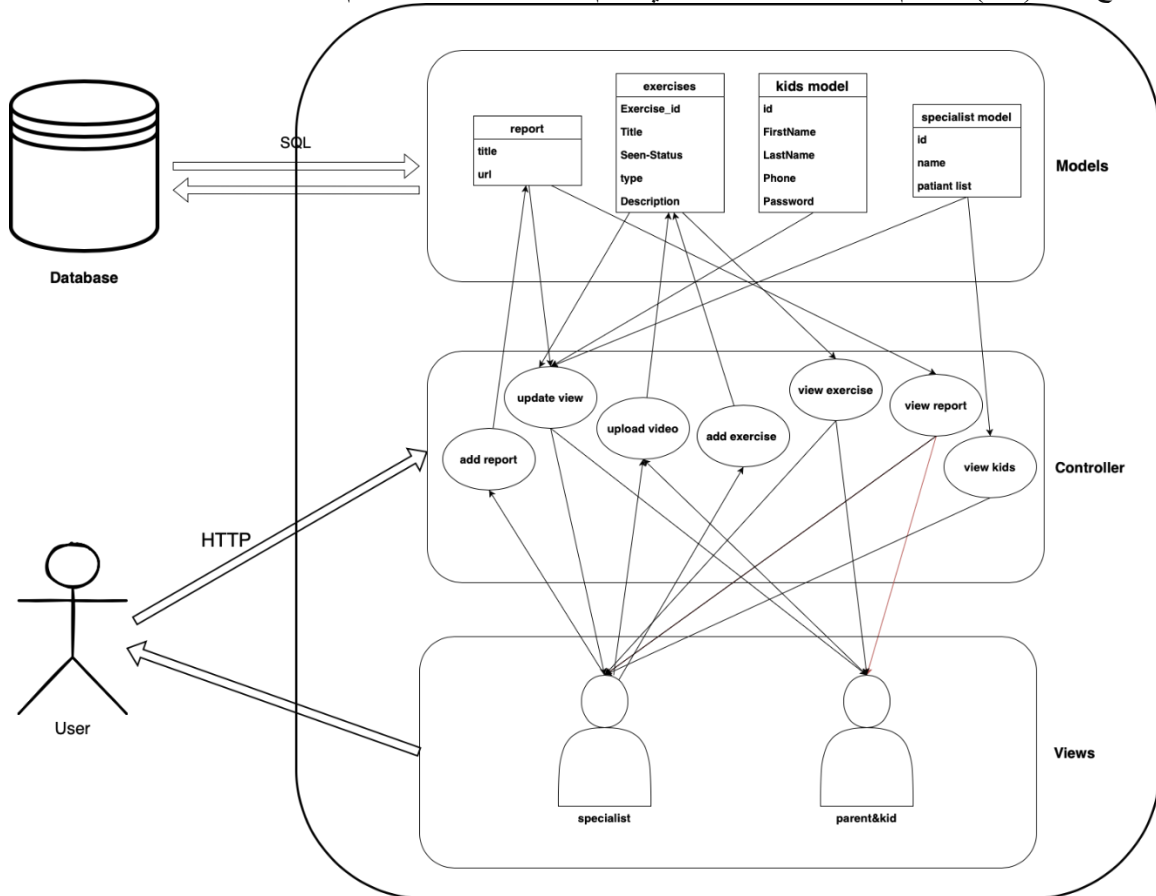 report
title
url
exercises
Exercise_id
Title
Seen-Status
type
Description
kids model
id
FirstName
LastName
Phone
Password
specialist model
id
name
patiant list
Models
SQL
Database
update view
view exercise
view report
upload video
add exercise
add report
view kids
Controller
HTTP
User
Views
specialist
parent&kid